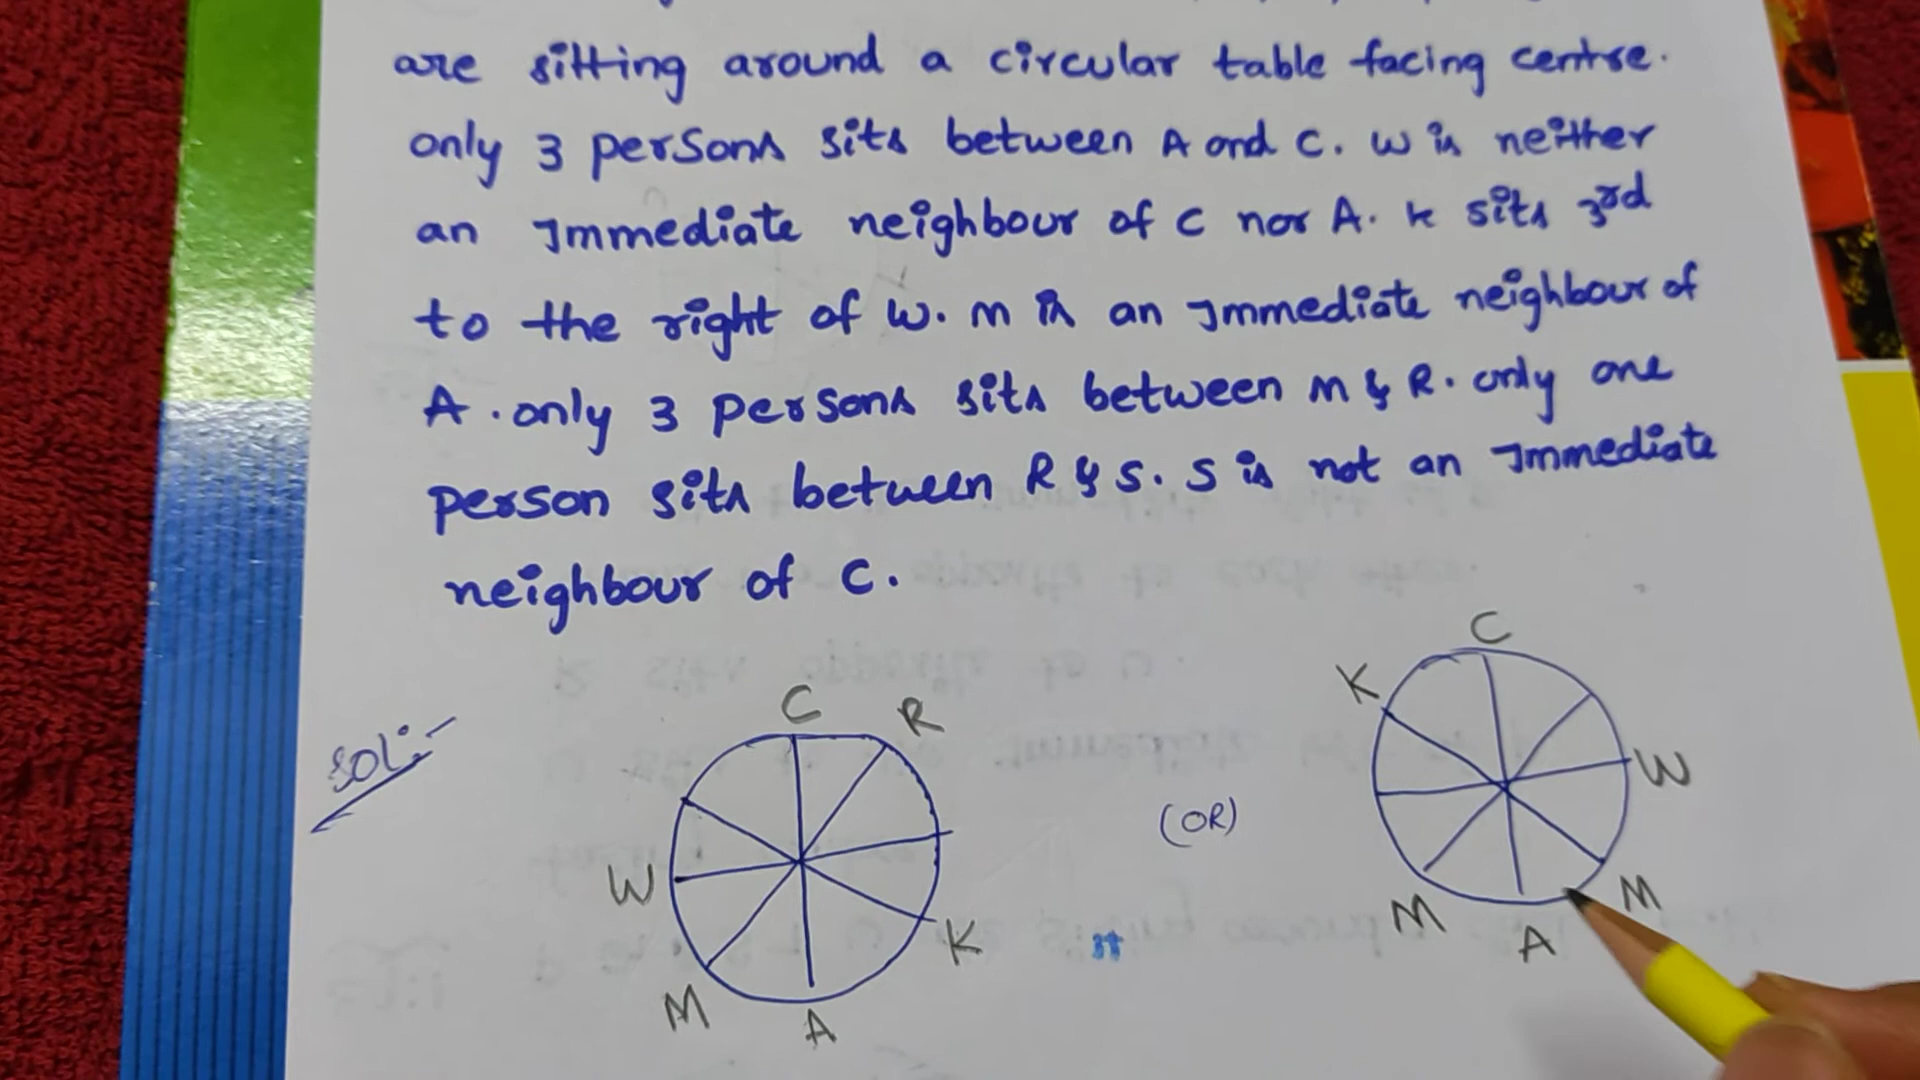 are sitting around a circular table facing centre.
only 3 persons sits between A and C. W is neither
an Immediate neighbour of C nor A. K sits 3rd
to the right of W. M is an Immediate neighbour of
A. only 3 persons sits between M & R. only one
person sits between R & S. S is not an Immediate
neighbour of C.
SOL:-
C
R
W
K
M
A
(OR)
C
K
W
M
M
A